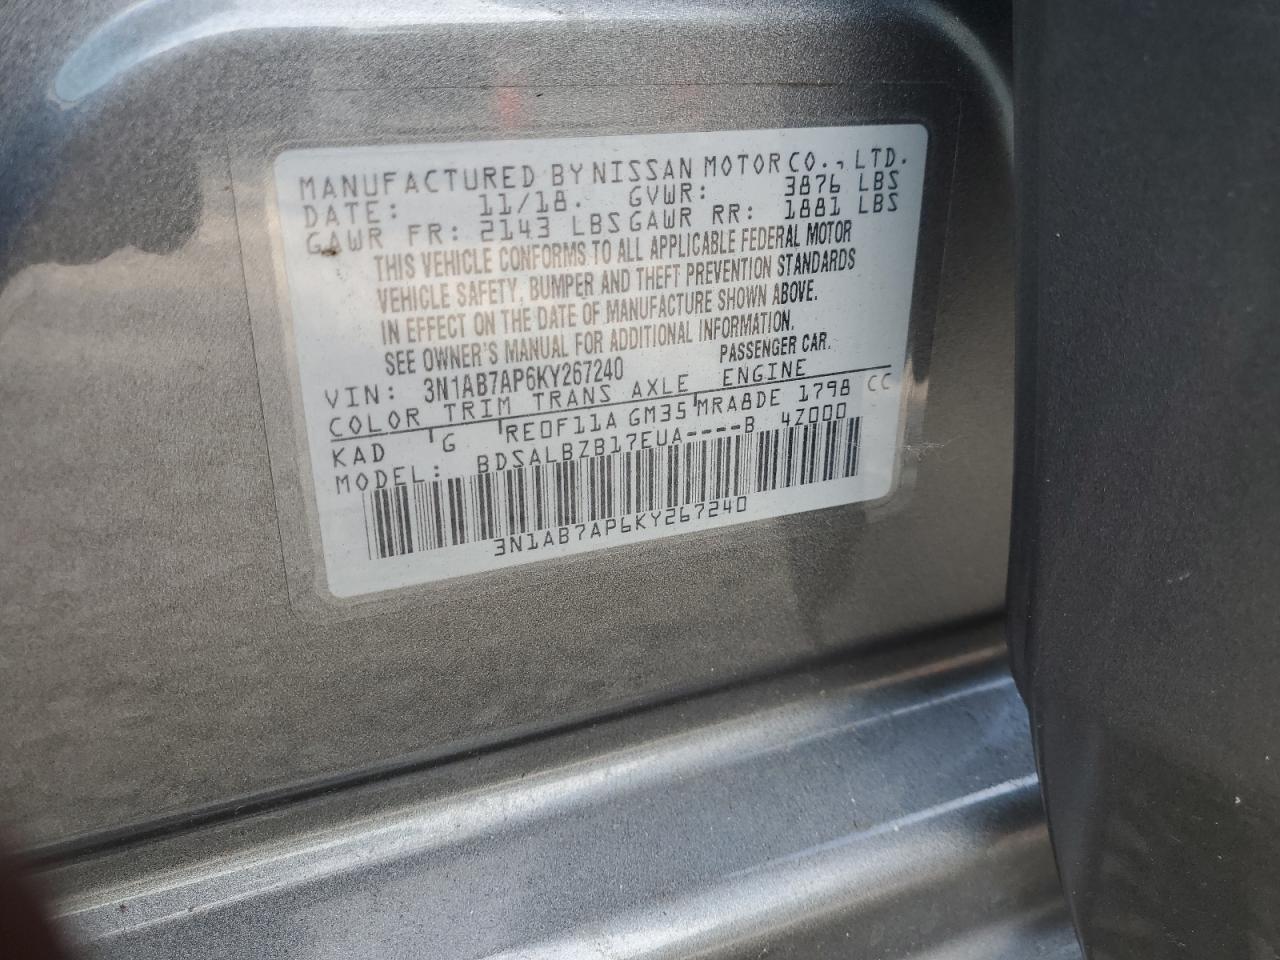 MANUFACTURED BY NISSAN MOTOR CO., LTD.
DATE: 11/18. GVWR: 3876 LBS
GAWR FR: 2143 LBS GAWR RR: 1881 LBS
THIS VEHICLE CONFORMS TO ALL APPLICABLE FEDERAL MOTOR
VEHICLE SAFETY, BUMPER AND THEFT PREVENTION STANDARDS
IN EFFECT ON THE DATE OF MANUFACTURE SHOWN ABOVE.
SEE OWNER'S MANUAL FOR ADDITIONAL INFORMATION.
VIN: 3N1AB7AP6KY267240 PASSENGER CAR.
COLOR TRIM TRANS AXLE ENGINE
KAD G RE0F11A GM35 MRA8DE 1798 CC
MODEL: BDSALBZB17EUA----B 4Z000
3N1AB7AP6KY267240